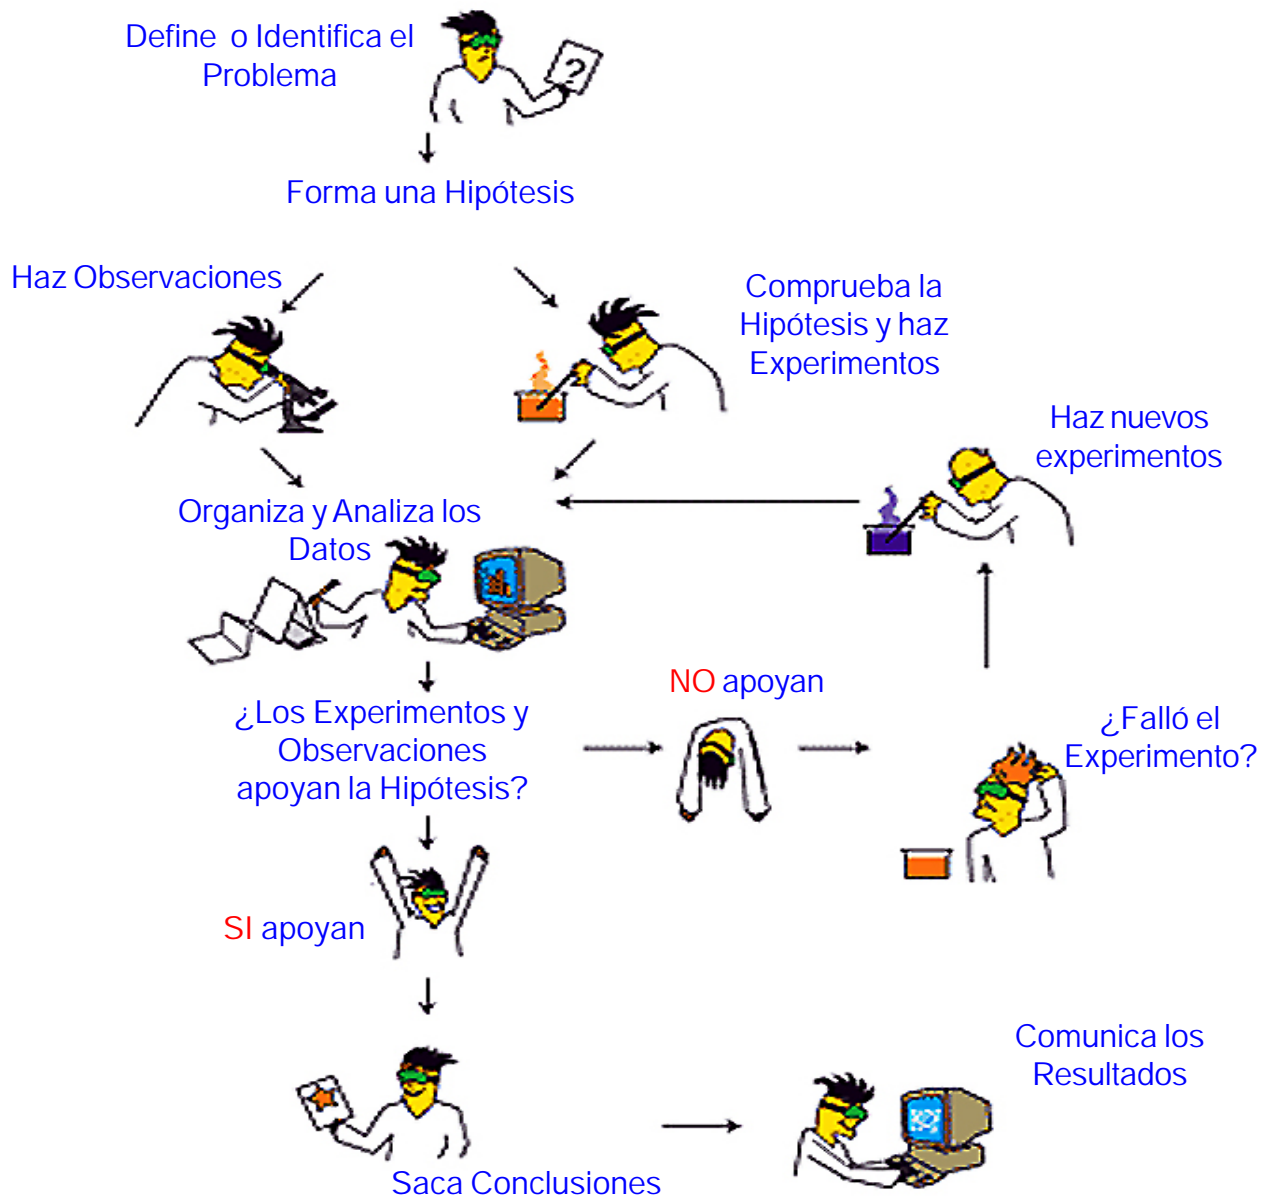 Define o Identifica el
Problema
Forma una Hipótesis
Haz Observaciones
Comprueba la
Hipótesis y haz
Experimentos
Haz nuevos
experimentos
Organiza y Analiza los
Datos
NO apoyan
¿Los Experimentos y
Observaciones
apoyan la Hipótesis?
¿Falló el
Experimento?
SI apoyan
Comunica los
Resultados
Saca Conclusiones
?